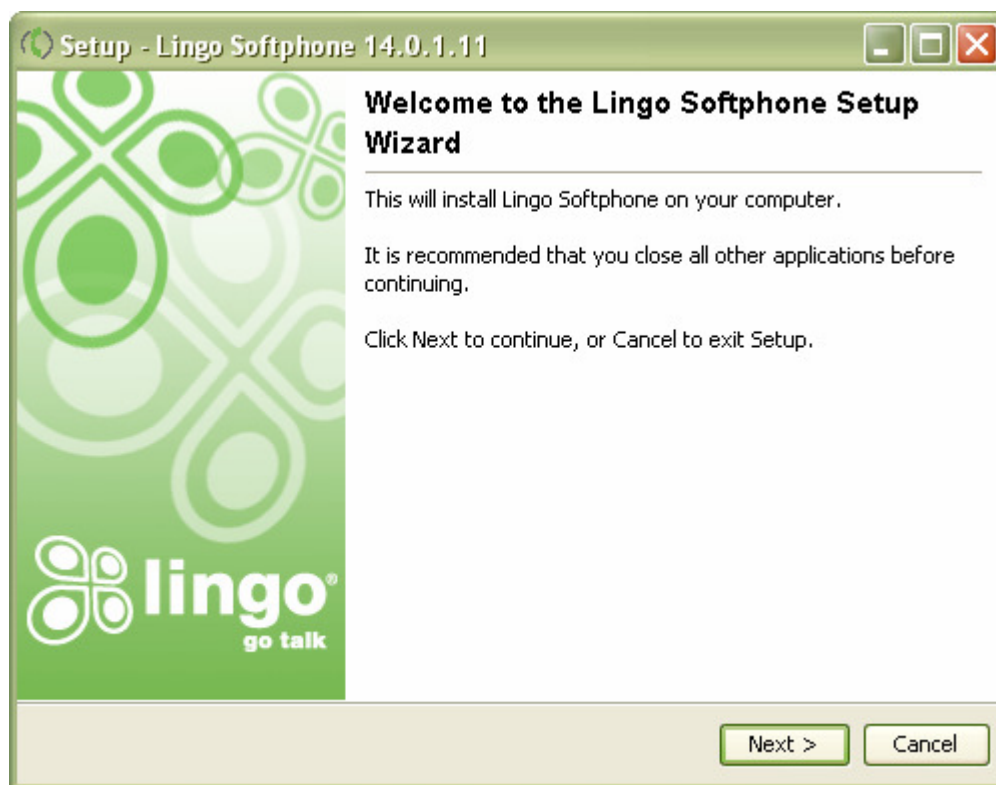 Setup - Lingo Softphone 14.0.1.11
Welcome to the Lingo Softphone Setup
Wizard
This will install Lingo Softphone on your computer.
It is recommended that you close all other applications before
continuing.
Click Next to continue, or Cancel to exit Setup.
lingo®
go talk
Next >
Cancel